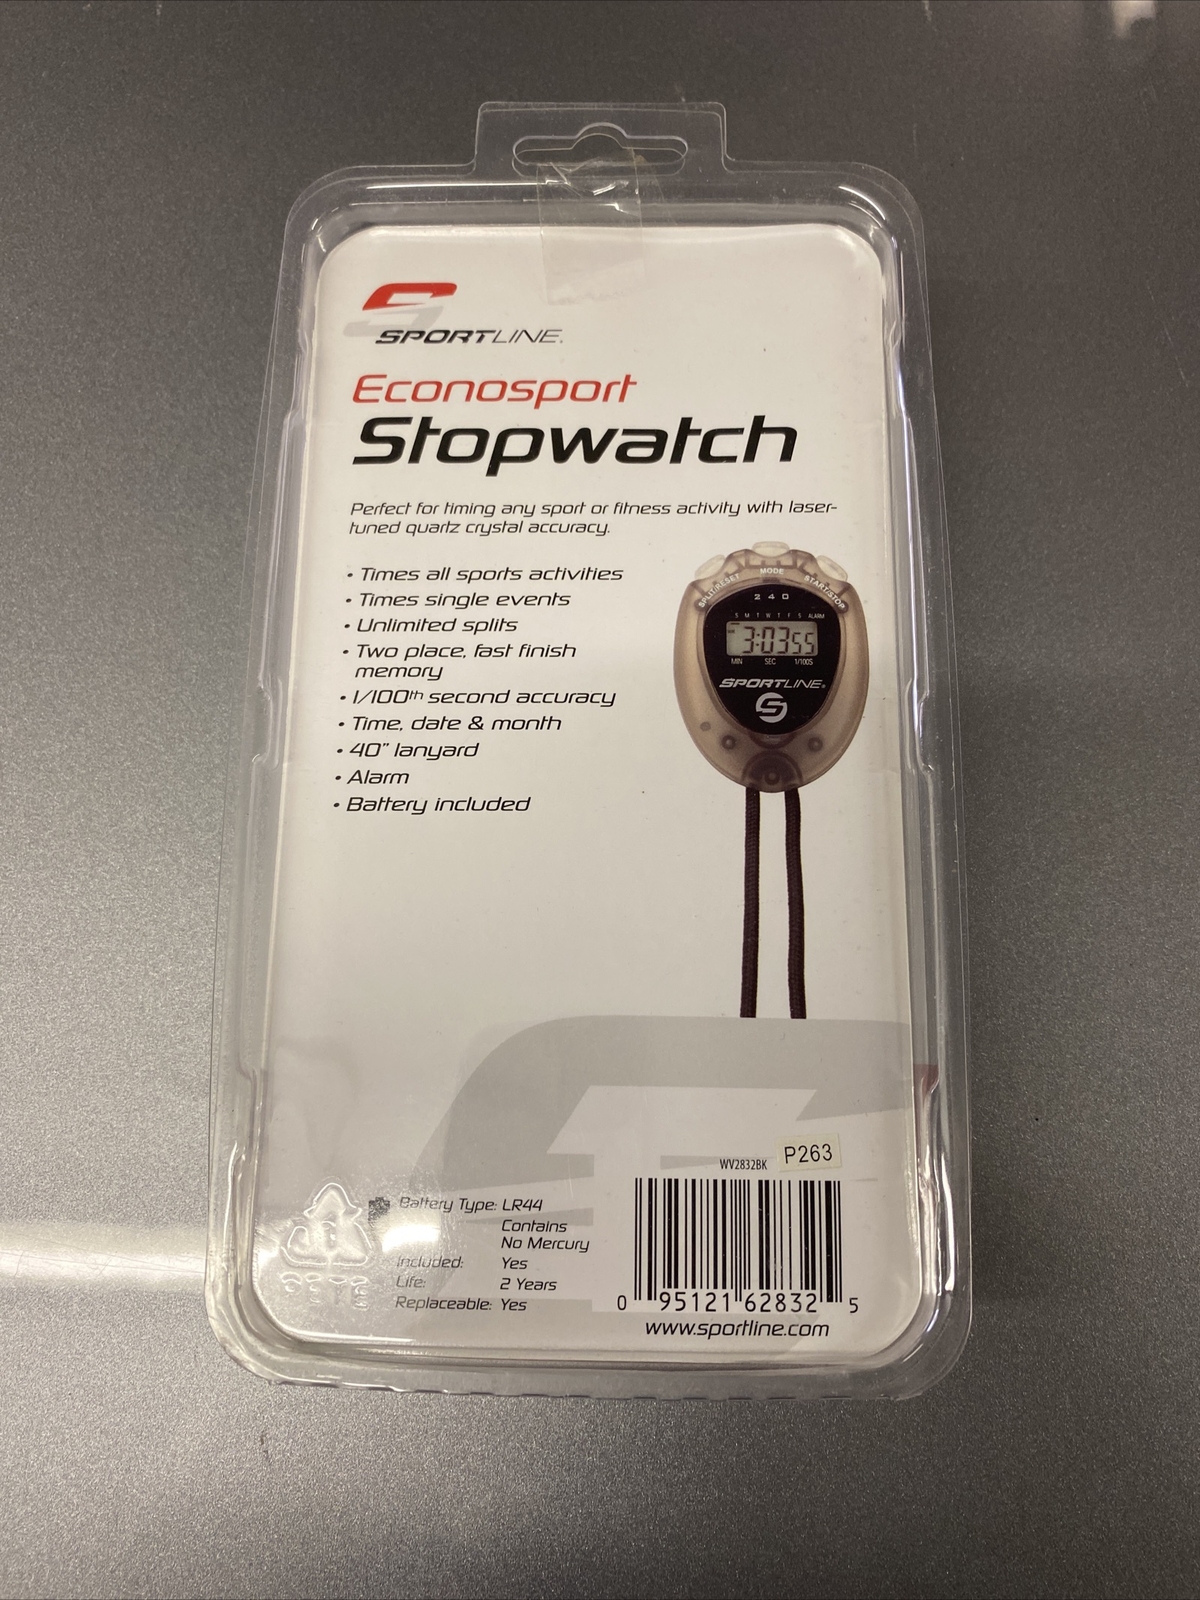 SPORTLINE.
Econosport
Stopwatch
Perfect for timing any sport or fitness activity with laser-
tuned quartz crystal accuracy.
• Times all sports activities
• Times single events
• Unlimited splits
• Two place, fast finish
memory
• 1/100th second accuracy
• Time, date & month
• 40" lanyard
• Alarm
• Battery included
SPLIT/RESET MODE START/STOP
240
S M T W T F S ALARM
3:0355
MIN SEC 1/100S
SPORTLINE®
WV2832BK P263
Battery Type: LR44
Contains
No Mercury
Included: Yes
Life: 2 Years
Replaceable: Yes
0 95121 62832 5
www.sportline.com